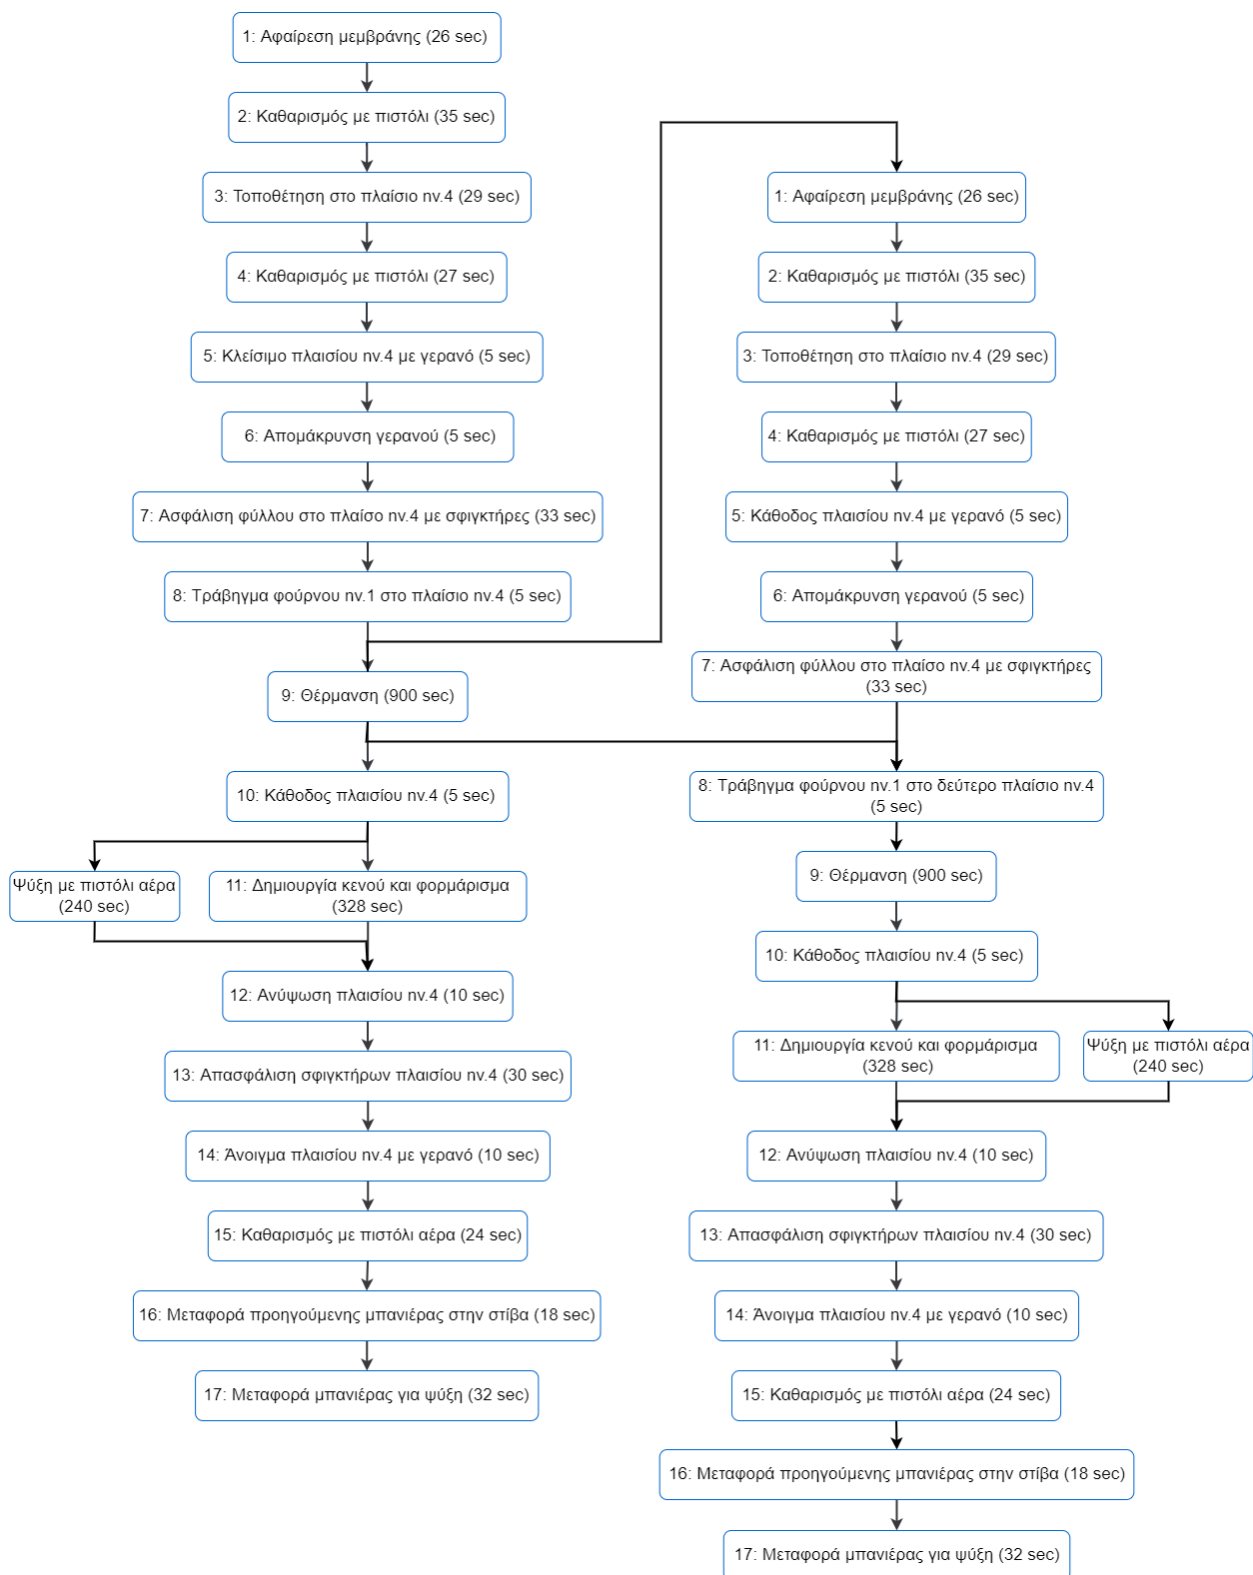 1: Αφαίρεση μεμβράνης (26 sec)
2: Καθαρισμός με πιστόλι (35 sec)
3: Τοποθέτηση στο πλαίσιο nv.4 (29 sec)
4: Καθαρισμός με πιστόλι (27 sec)
5: Κλείσιμο πλαισίου nv.4 με γερανό (5 sec)
6: Απομάκρυνση γερανού (5 sec)
7: Ασφάλιση φύλλου στο πλαίσο nv.4 με σφιγκτήρες (33 sec)
8: Τράβηγμα φούρνου nv.1 στο πλαίσιο nv.4 (5 sec)
9: Θέρμανση (900 sec)
10: Κάθοδος πλαισίου nv.4 (5 sec)
Ψύξη με πιστόλι αέρα
(240 sec)
11: Δημιουργία κενού και φορμάρισμα
(328 sec)
12: Ανύψωση πλαισίου nv.4 (10 sec)
13: Απασφάλιση σφιγκτήρων πλαισίου nv.4 (30 sec)
14: Άνοιγμα πλαισίου nv.4 με γερανό (10 sec)
15: Καθαρισμός με πιστόλι αέρα (24 sec)
16: Μεταφορά προηγούμενης μπανιέρας στην στίβα (18 sec)
17: Μεταφορά μπανιέρας για ψύξη (32 sec)
1: Αφαίρεση μεμβράνης (26 sec)
2: Καθαρισμός με πιστόλι (35 sec)
3: Τοποθέτηση στο πλαίσιο nv.4 (29 sec)
4: Καθαρισμός με πιστόλι (27 sec)
5: Κάθοδος πλαισίου nv.4 με γερανό (5 sec)
6: Απομάκρυνση γερανού (5 sec)
7: Ασφάλιση φύλλου στο πλαίσο nv.4 με σφιγκτήρες
(33 sec)
8: Τράβηγμα φούρνου nv.1 στο δεύτερο πλαίσιο nv.4
(5 sec)
9: Θέρμανση (900 sec)
10: Κάθοδος πλαισίου nv.4 (5 sec)
11: Δημιουργία κενού και φορμάρισμα
(328 sec)
Ψύξη με πιστόλι αέρα
(240 sec)
12: Ανύψωση πλαισίου nv.4 (10 sec)
13: Απασφάλιση σφιγκτήρων πλαισίου nv.4 (30 sec)
14: Άνοιγμα πλαισίου nv.4 με γερανό (10 sec)
15: Καθαρισμός με πιστόλι αέρα (24 sec)
16: Μεταφορά προηγούμενης μπανιέρας στην στίβα (18 sec)
17: Μεταφορά μπανιέρας για ψύξη (32 sec)